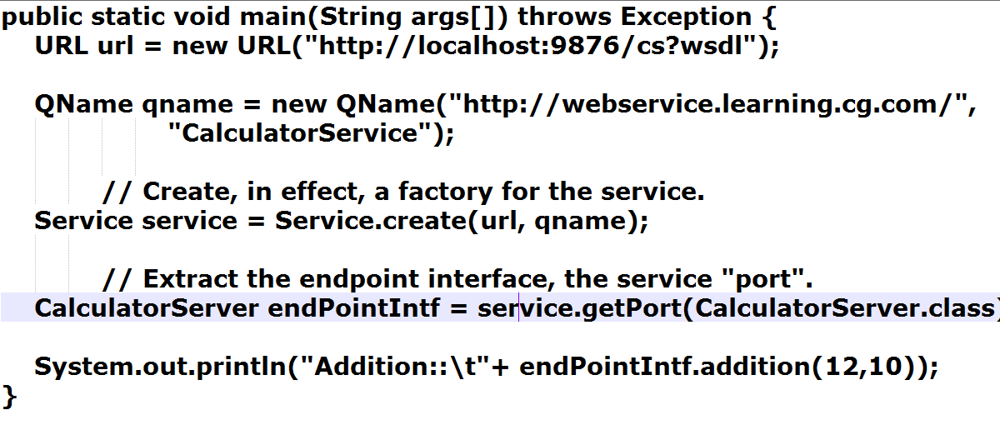 public static void main(String args[]) throws Exception {
URL url = new URL("http://localhost:9876/cs?wsdl");
QName qname = new QName("http://webservice.learning.cg.com/",
"CalculatorService");
// Create, in effect, a factory for the service.
Service service = Service.create(url, qname);
// Extract the endpoint interface, the service "port".
CalculatorServer endPointIntf = service.getPort(CalculatorServer.class)
System.out.println("Addition::\t"+ endPointIntf.addition(12,10));
}